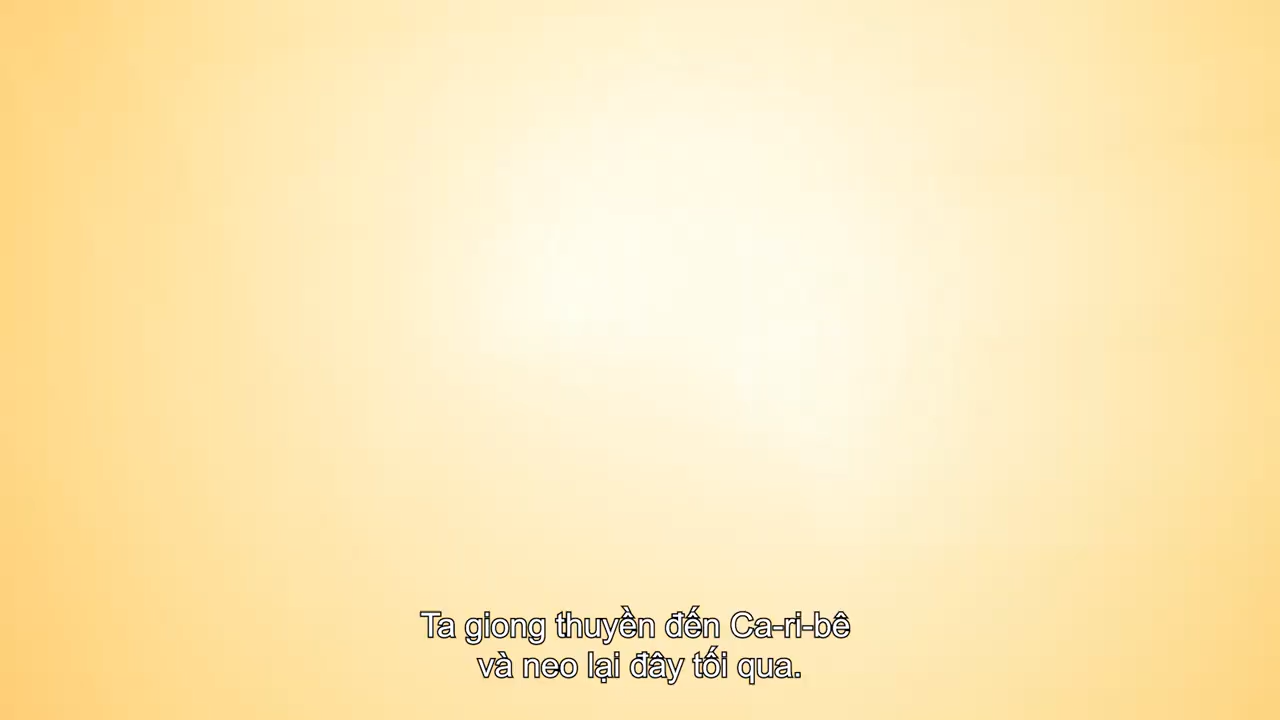 Ta giong thuyền đến Ca-ri-bê
và neo lại đây tối qua.